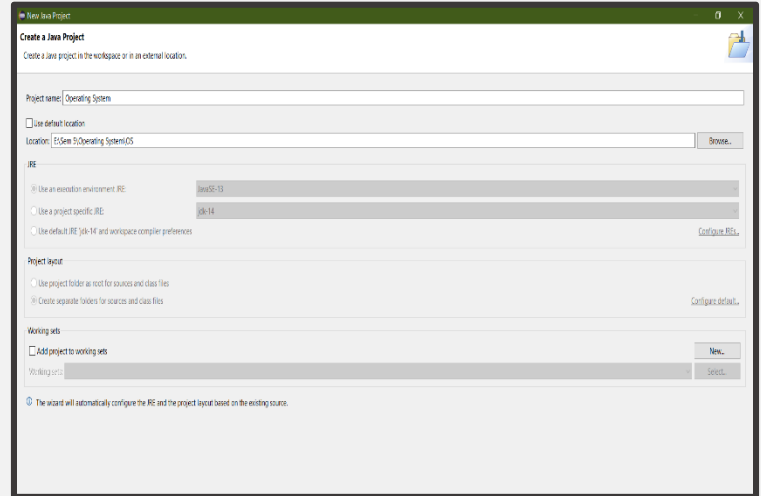 New Java Project
Create a Java Project
Create a Java project in the workspace or in an external location.
Project name: Operating System
Use default location
Location: E:\Sem 5\Operating System\OS Browse...
JRE
Use an execution environment JRE: JavaSE-13
Use a project specific JRE: jdk-14
Use default JRE 'jdk-14' and workspace compiler preferences Configure JREs...
Project layout
Use project folder as root for sources and class files
Create separate folders for sources and class files Configure default...
Working sets
Add project to working sets New...
Working sets: Select...
The wizard will automatically configure the JRE and the project layout based on the existing source.